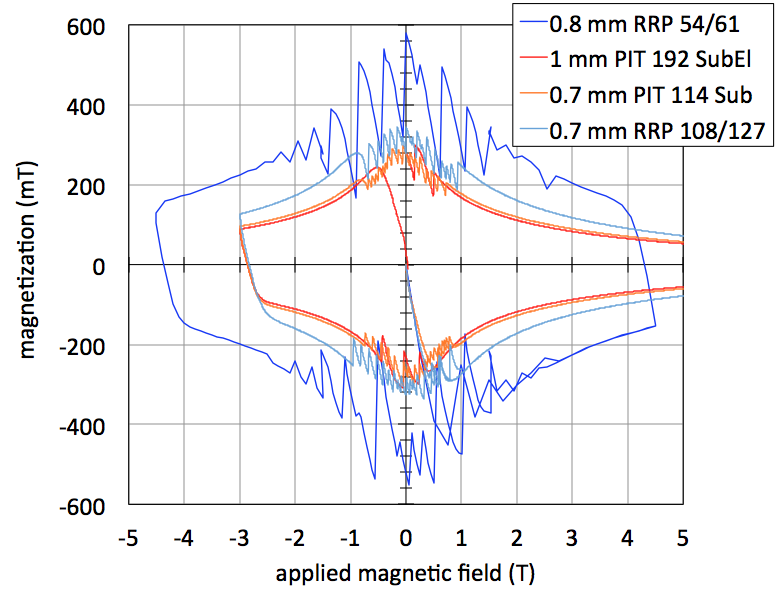 0.8 mm RRP 54/61
1 mm PIT 192 SubEl
0.7 mm PIT 114 Sub
0.7 mm RRP 108/127
600
400
200
0
-200
-400
-600
magnetization (mT)
-5 -4 -3 -2 -1 0 1 2 3 4 5
applied magnetic field (T)